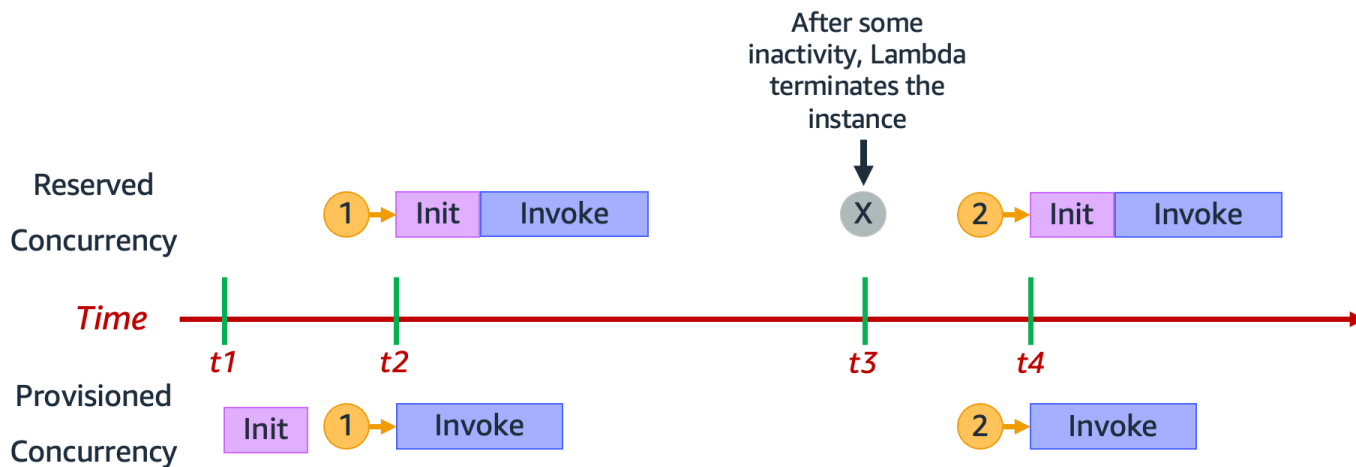 After some
inactivity, Lambda
terminates the
instance
Reserved
Concurrency
1
Init
Invoke
X
2
Init
Invoke
Time
t1
t2
t3
t4
Provisioned
Concurrency
Init
1
Invoke
2
Invoke